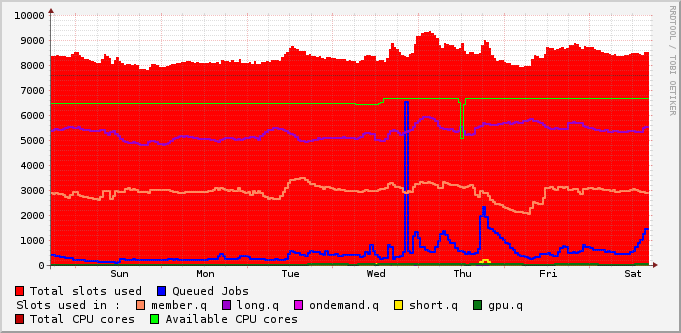 10000
9000
8000
7000
6000
5000
4000
3000
2000
1000
0
Sun Mon Tue Wed Thu Fri Sat
Total slots used Queued Jobs
Slots used in : member.q long.q ondemand.q short.q gpu.q
Total CPU cores Available CPU cores
RRDTOOL / TOBI OETIKER